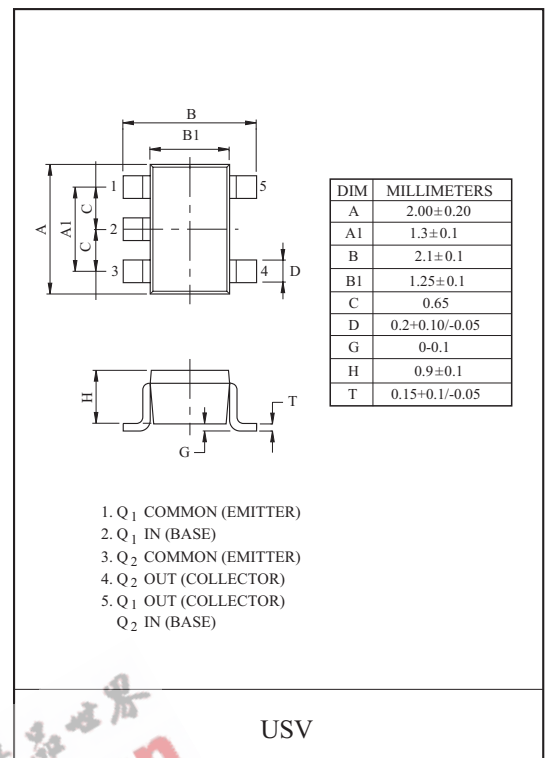 B
B1
1
5
A
A1
C
2
C
3
4
D
DIM MILLIMETERS
A 2.00±0.20
A1 1.3±0.1
B 2.1±0.1
B1 1.25±0.1
C 0.65
D 0.2+0.10/-0.05
G 0-0.1
H 0.9±0.1
T 0.15+0.1/-0.05
H
T
G
1. Q1 COMMON (EMITTER)
2. Q1 IN (BASE)
3. Q2 COMMON (EMITTER)
4. Q2 OUT (COLLECTOR)
5. Q1 OUT (COLLECTOR)
Q2 IN (BASE)
USV